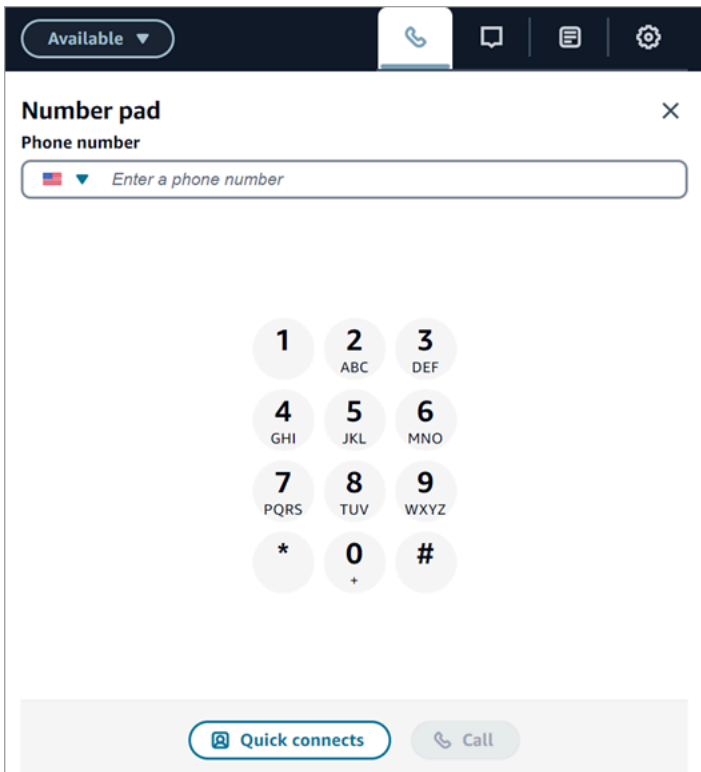 Available
Number pad
Phone number
Enter a phone number
1 2 3
ABC DEF
4 5 6
GHI JKL MNO
7 8 9
PQRS TUV WXYZ
* 0 #
+
Quick connects Call